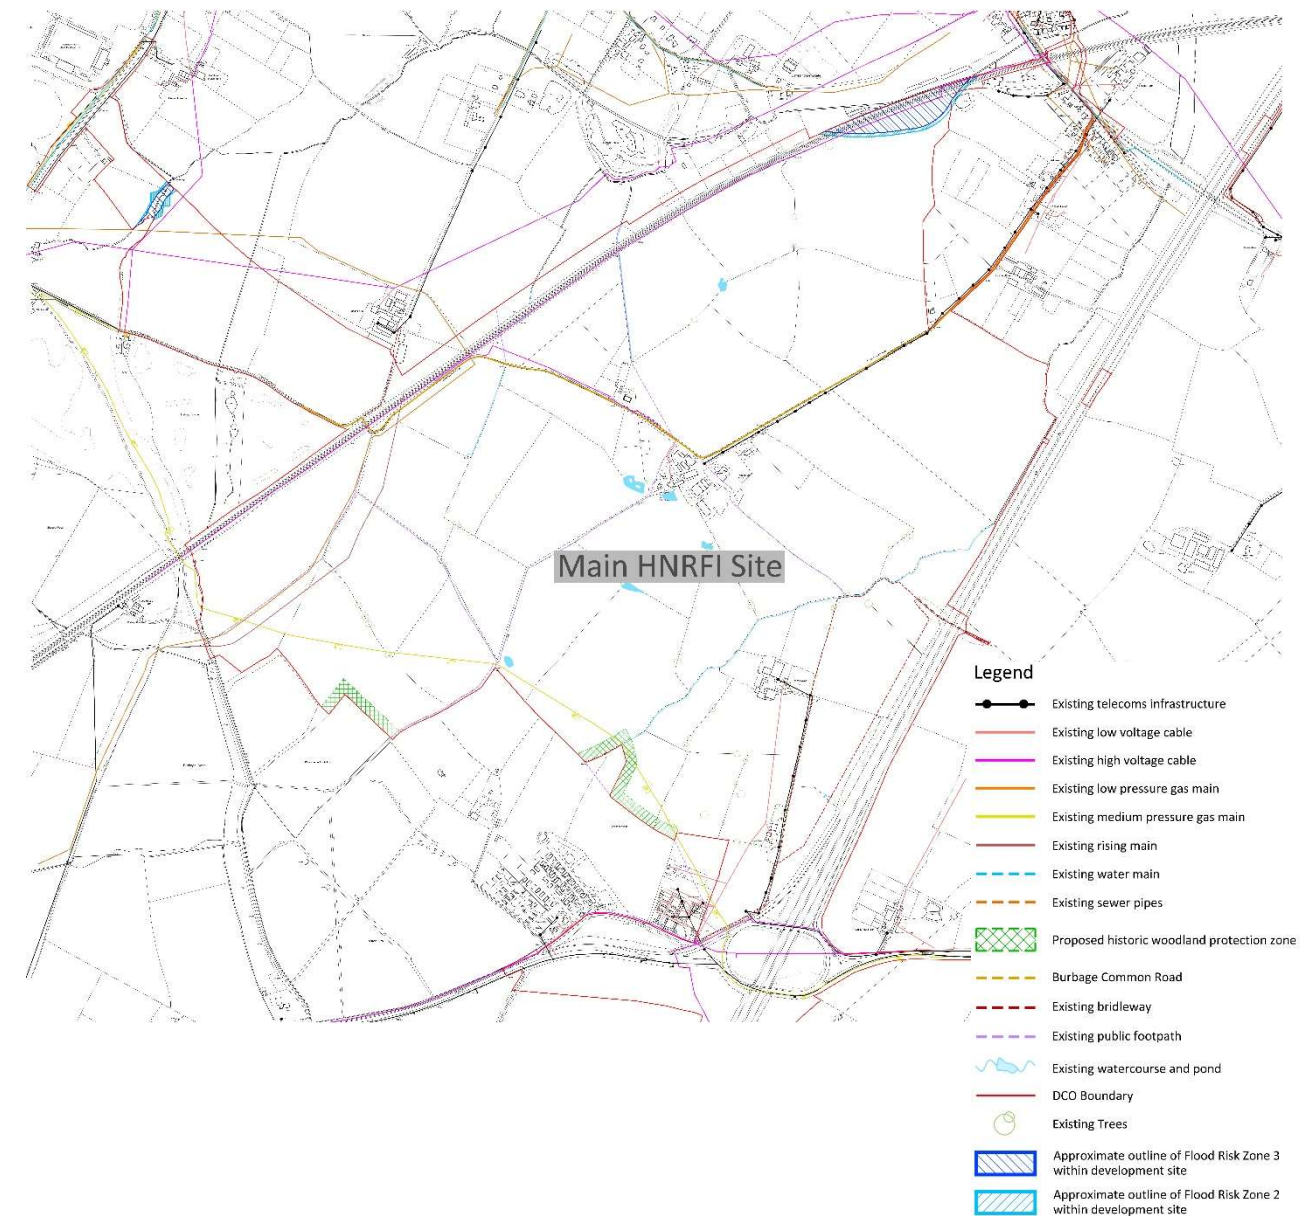 Main HNRFI Site
Legend
Existing telecoms infrastructure
Existing low voltage cable
Existing high voltage cable
Existing low pressure gas main
Existing medium pressure gas main
Existing rising main
Existing water main
Existing sewer pipes
Proposed historic woodland protection zone
Burbage Common Road
Existing bridleway
Existing public footpath
Existing watercourse and pond
DCO Boundary
Existing Trees
Approximate outline of Flood Risk Zone 3
within development site
Approximate outline of Flood Risk Zone 2
within development site